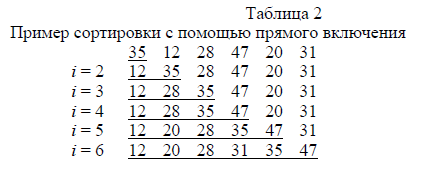 Таблица 2
Пример сортировки с помощью прямого включения
35 12 28 47 20 31
i = 2 12 35 28 47 20 31
i = 3 12 28 35 47 20 31
i = 4 12 28 35 47 20 31
i = 5 12 20 28 35 47 31
i = 6 12 20 28 31 35 47